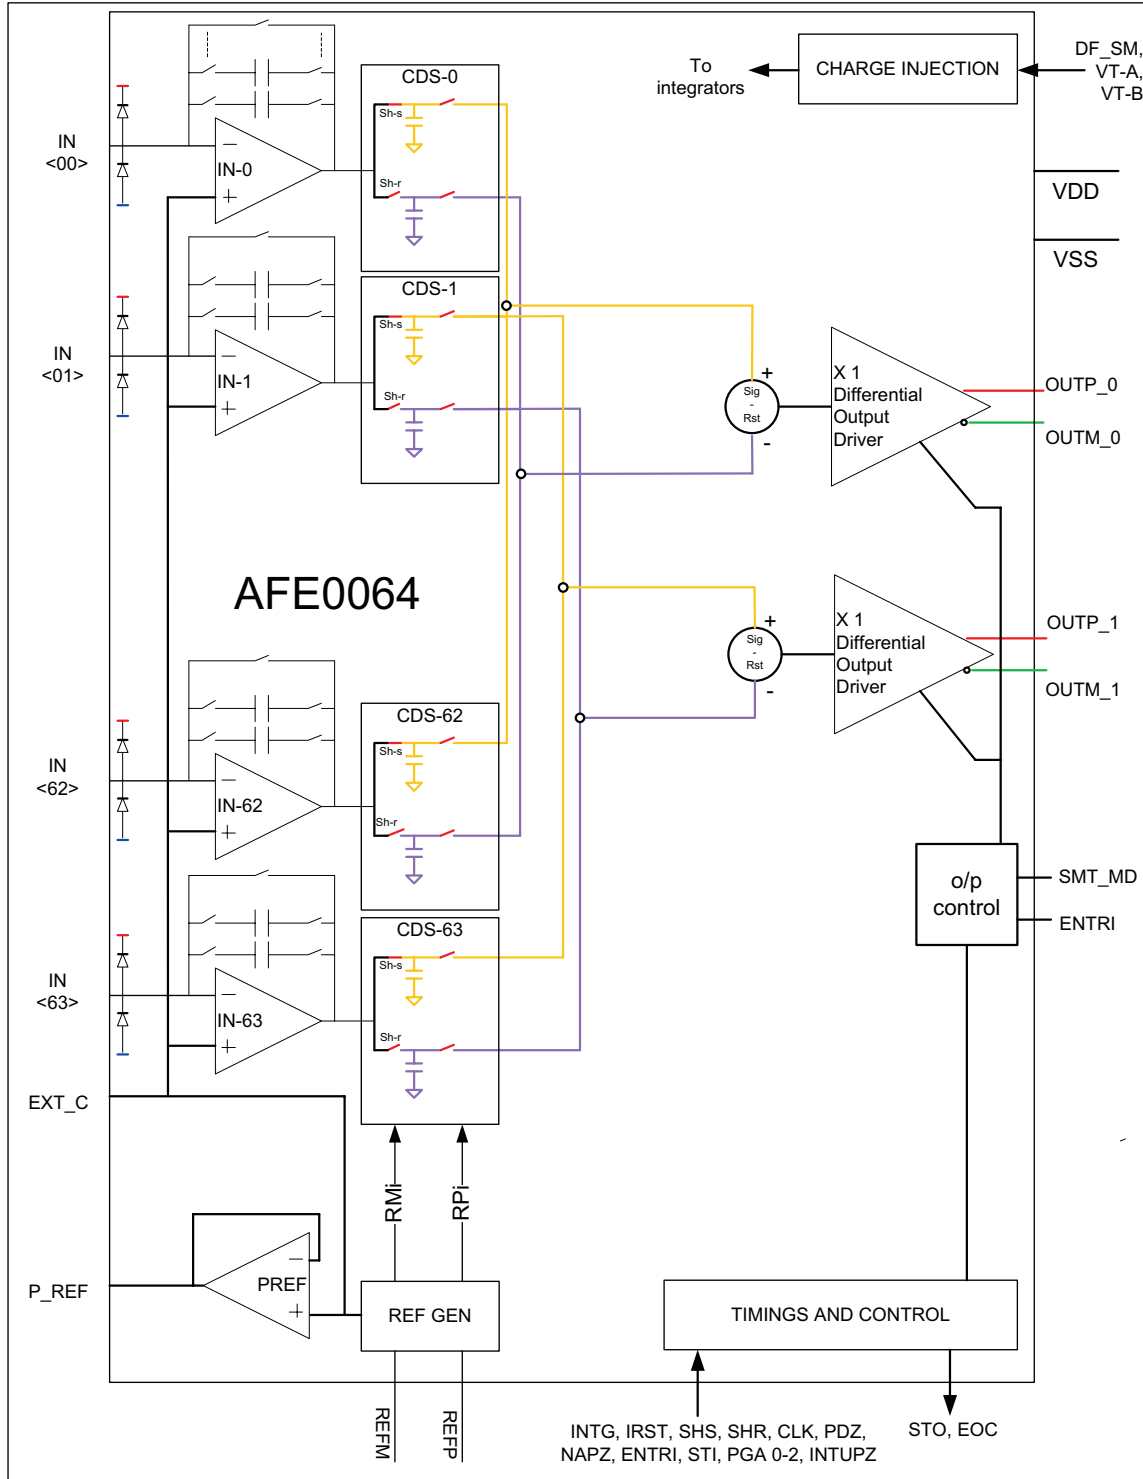 CDS-0
CHARGE INJECTION
To
integrators
DF_SM,
VT-A,
VT-B
Sh-s
IN
<00>
IN-0
−
+
Sh-r
VDD
VSS
CDS-1
Sh-s
IN
<01>
IN-1
−
+
Sh-r
+
Sig
-
Rst
-
X 1
Differential
Output
Driver
OUTP_0
OUTM_0
AFE0064
+
Sig
-
Rst
-
X 1
Differential
Output
Driver
OUTP_1
OUTM_1
CDS-62
Sh-s
IN
<62>
IN-62
−
+
Sh-r
o/p
control
SMT_MD
ENTRI
CDS-63
Sh-s
IN
<63>
IN-63
−
+
Sh-r
EXT_C
RMi
RPi
P_REF
−
PREF
+
REF GEN
TIMINGS AND CONTROL
REFM
REFP
INTG, IRST, SHS, SHR, CLK, PDZ,
NAPZ, ENTRI, STI, PGA 0-2, INTUPZ
STO, EOC